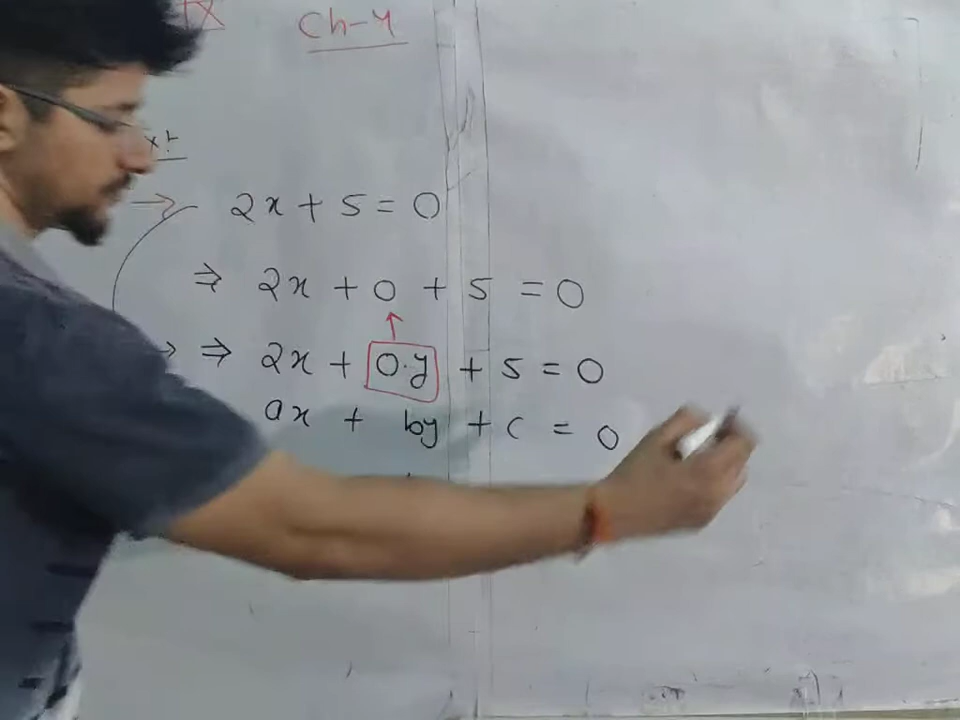 IX Ch-4
→ 2x + 5 = 0
⇒ 2x + 0 + 5 = 0
⇒ 2x + 0·y + 5 = 0
ax + by + c = 0